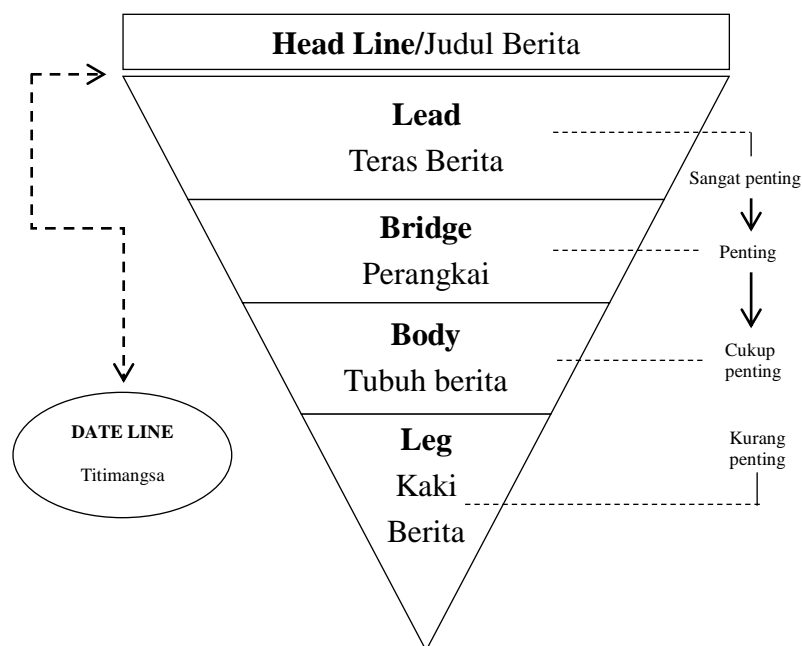 Head Line/Judul Berita
Lead
Teras Berita
Sangat penting
Bridge
Perangkai
Penting
Body
Tubuh berita
Cukup
penting
DATE LINE
Titimangsa
Leg
Kaki
Berita
Kurang
penting